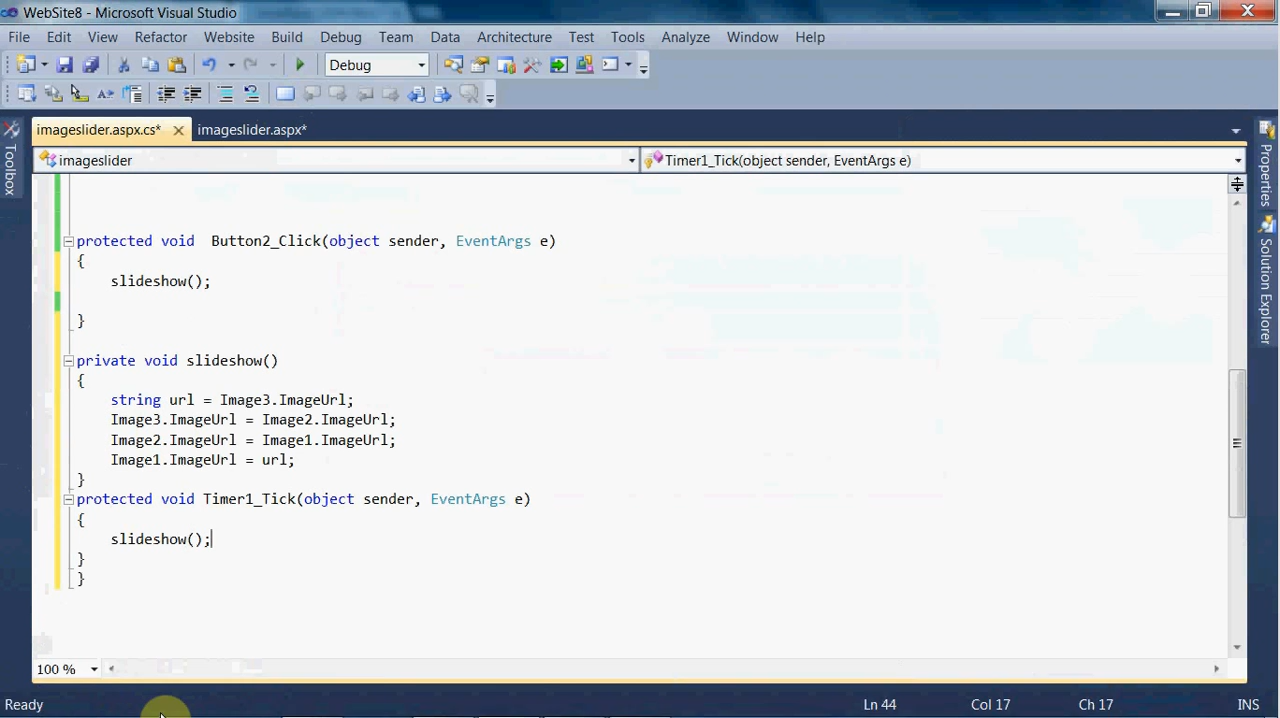 WebSite8 - Microsoft Visual Studio
File Edit View Refactor Website Build Debug Team Data Architecture Test Tools Analyze Window Help
Debug
imageslider.aspx.cs* imageslider.aspx*
imageslider Timer1_Tick(object sender, EventArgs e)
Toolbox
Properties
Solution Explorer
protected void  Button2_Click(object sender, EventArgs e)
{
slideshow();
}
private void slideshow()
{
string url = Image3.ImageUrl;
Image3.ImageUrl = Image2.ImageUrl;
Image2.ImageUrl = Image1.ImageUrl;
Image1.ImageUrl = url;
}
protected void Timer1_Tick(object sender, EventArgs e)
{
slideshow();
}
}
100 %
Ready Ln 44 Col 17 Ch 17 INS